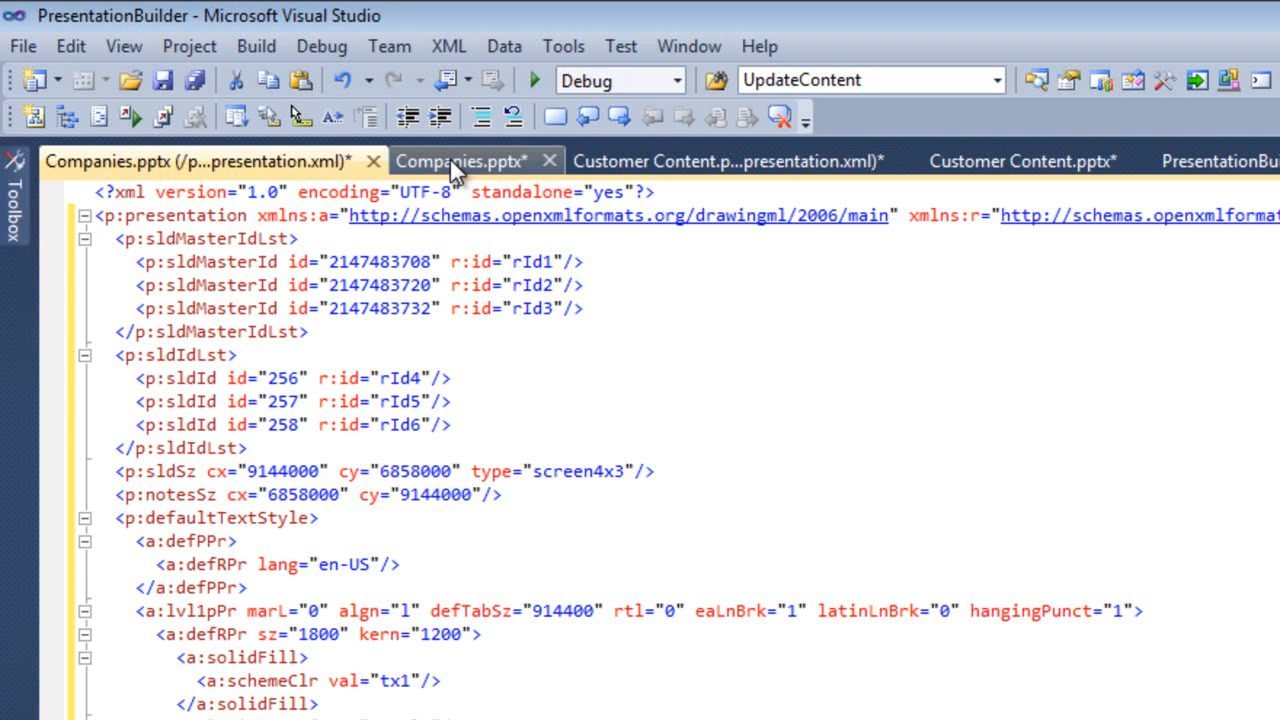 PresentationBuilder - Microsoft Visual Studio
File Edit View Project Build Debug Team XML Data Tools Test Window Help
Debug UpdateContent
Companies.pptx (/p...presentation.xml)* Companies.pptx* Customer Content.p...presentation.xml)* Customer Content.pptx* PresentationBui
Toolbox
<?xml version="1.0" encoding="UTF-8" standalone="yes"?>
<p:presentation xmlns:a="http://schemas.openxmlformats.org/drawingml/2006/main" xmlns:r="http://schemas.openxmlformat
<p:sldMasterIdLst>
<p:sldMasterId id="2147483708" r:id="rId1"/>
<p:sldMasterId id="2147483720" r:id="rId2"/>
<p:sldMasterId id="2147483732" r:id="rId3"/>
</p:sldMasterIdLst>
<p:sldIdLst>
<p:sldId id="256" r:id="rId4"/>
<p:sldId id="257" r:id="rId5"/>
<p:sldId id="258" r:id="rId6"/>
</p:sldIdLst>
<p:sldSz cx="9144000" cy="6858000" type="screen4x3"/>
<p:notesSz cx="6858000" cy="9144000"/>
<p:defaultTextStyle>
<a:defPPr>
<a:defRPr lang="en-US"/>
</a:defPPr>
<a:lvl1pPr marL="0" algn="l" defTabSz="914400" rtl="0" eaLnBrk="1" latinLnBrk="0" hangingPunct="1">
<a:defRPr sz="1800" kern="1200">
<a:solidFill>
<a:schemeClr val="tx1"/>
</a:solidFill>